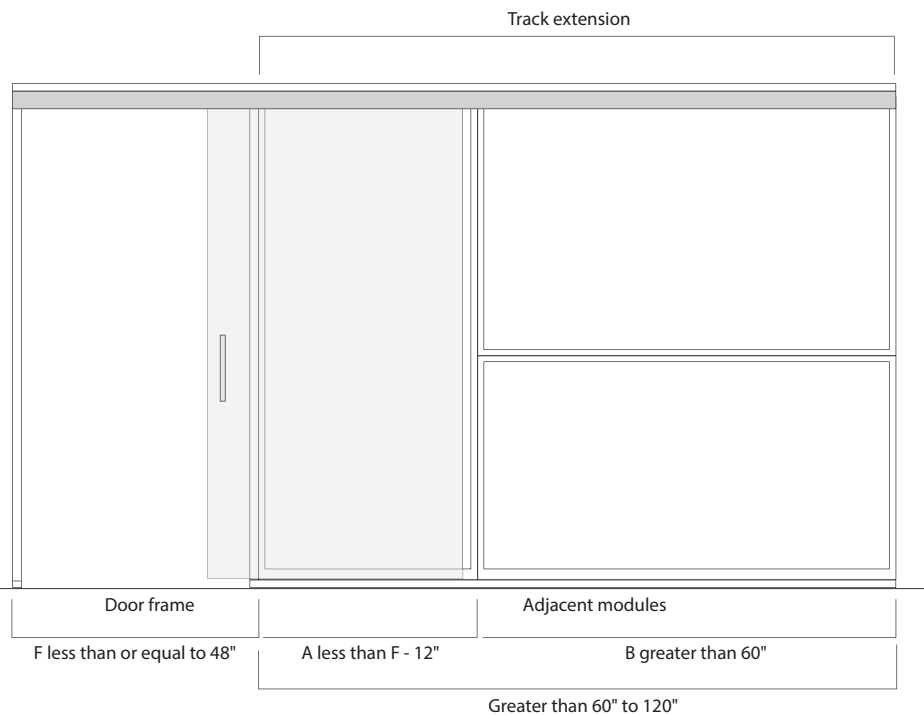 Track extension
Door frame
Adjacent modules
F less than or equal to 48"
A less than F - 12"
B greater than 60"
Greater than 60" to 120"